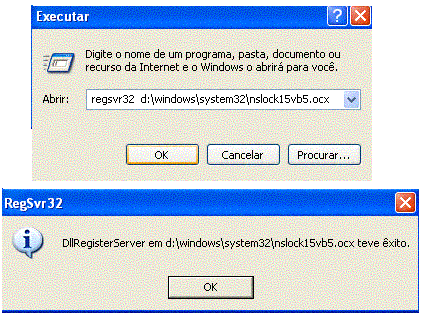 Executar
Digite o nome de um programa, pasta, documento ou
recurso da Internet e o Windows o abrirá para você.
Abrir: regsvr32 d:\windows\system32\nslock15vb5.ocx
OK Cancelar Procurar...
RegSvr32
DllRegisterServer em d:\windows\system32\nslock15vb5.ocx teve êxito.
OK